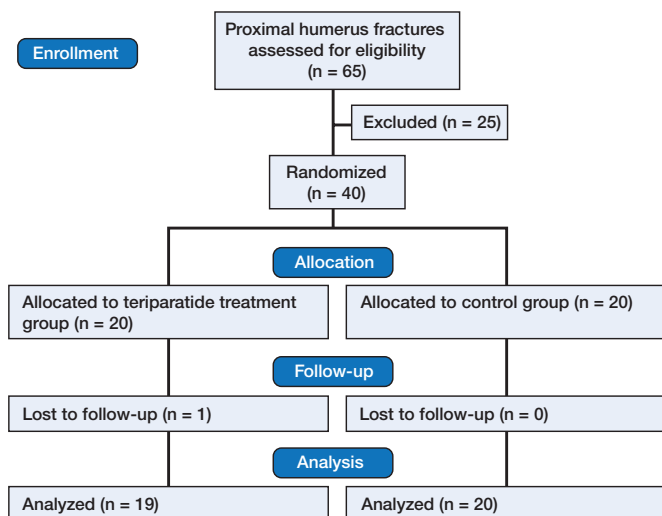 Enrollment
Proximal humerus fractures
assessed for eligibility
(n = 65)
Excluded (n = 25)
Randomized
(n = 40)
Allocation
Allocated to teriparatide treatment
group (n = 20)
Allocated to control group (n = 20)
Follow-up
Lost to follow-up (n = 1)
Lost to follow-up (n = 0)
Analysis
Analyzed (n = 19)
Analyzed (n = 20)